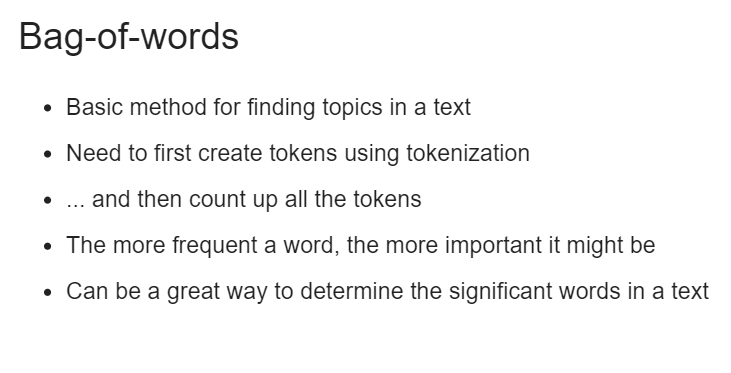 Bag-of-words
• Basic method for finding topics in a text
• Need to first create tokens using tokenization
• ... and then count up all the tokens
• The more frequent a word, the more important it might be
• Can be a great way to determine the significant words in a text